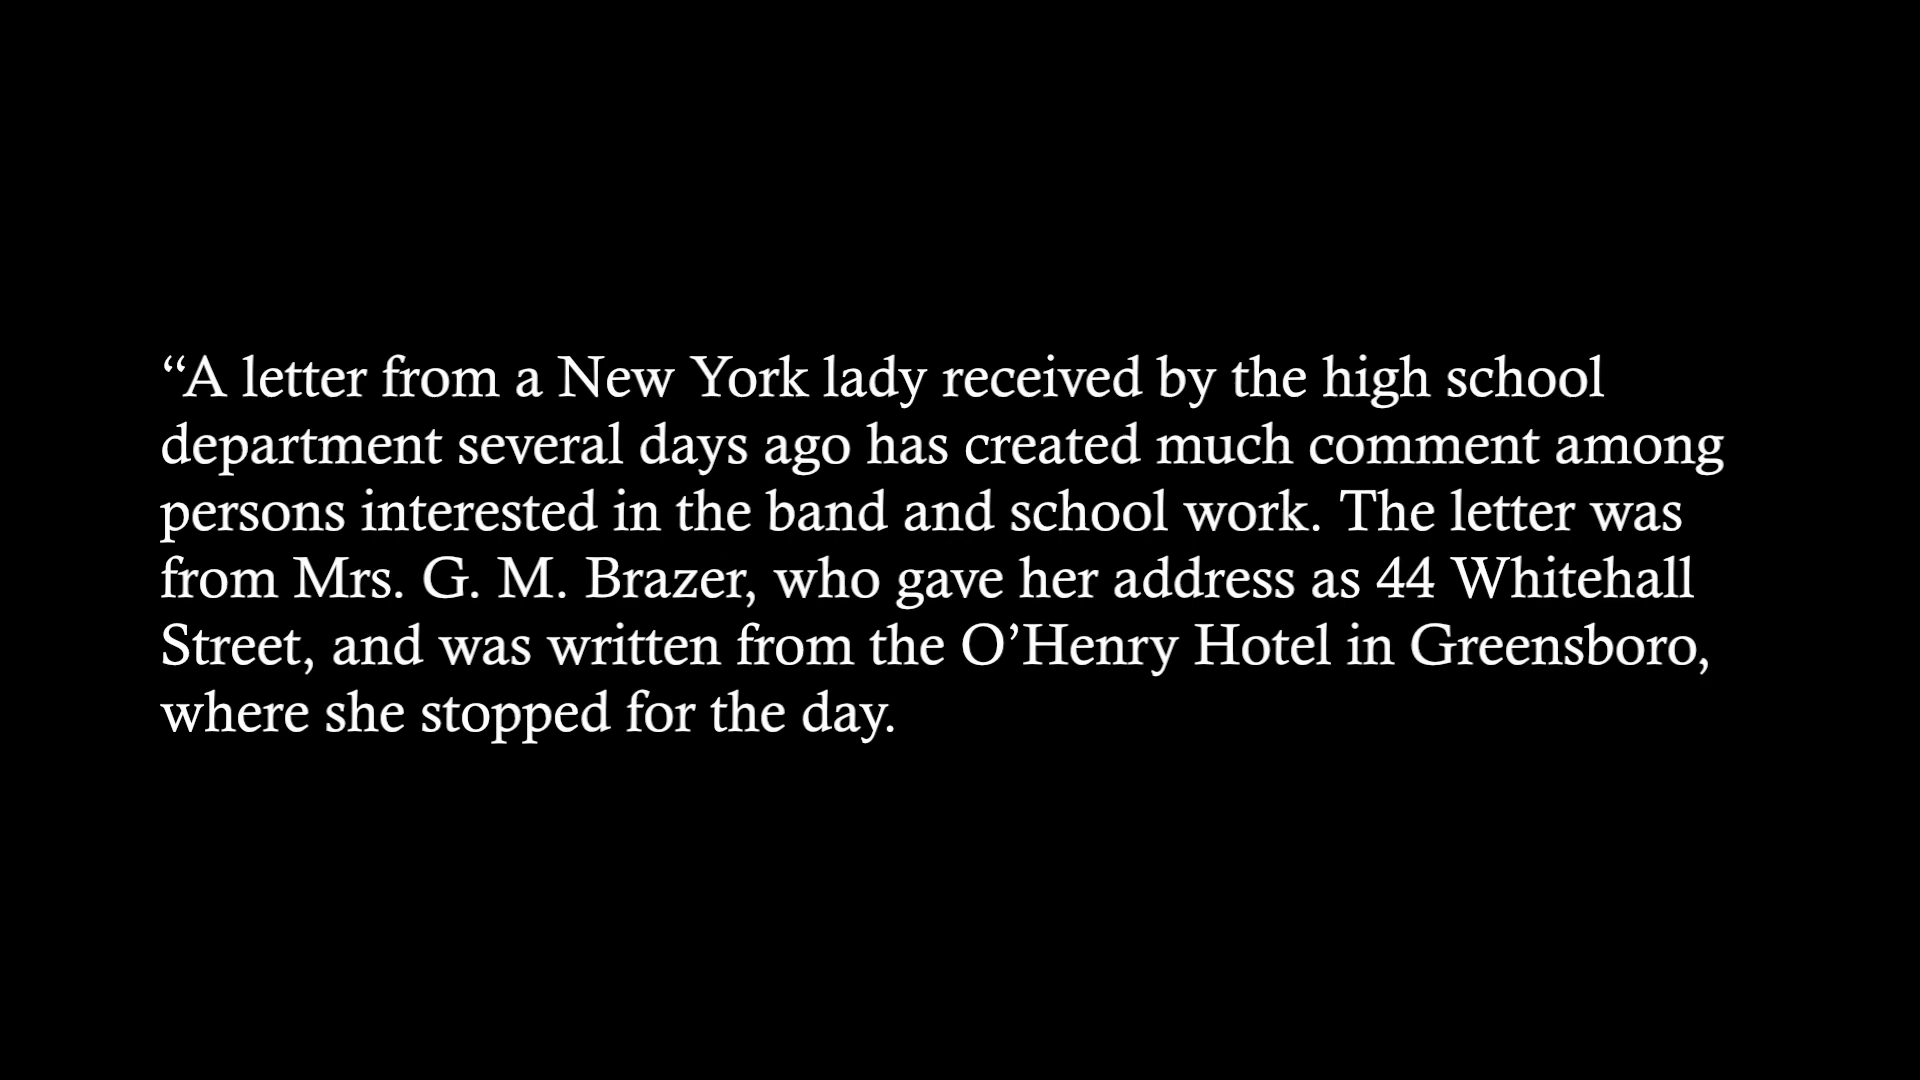 “A letter from a New York lady received by the high school
department several days ago has created much comment among
persons interested in the band and school work. The letter was
from Mrs. G. M. Brazer, who gave her address as 44 Whitehall
Street, and was written from the O’Henry Hotel in Greensboro,
where she stopped for the day.